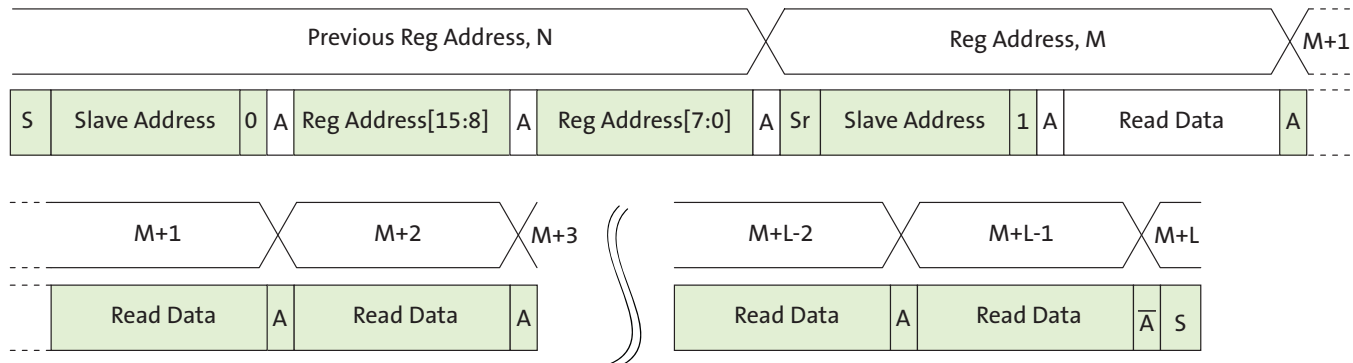 Previous Reg Address, N Reg Address, M M+1
S Slave Address 0 A Reg Address[15:8] A Reg Address[7:0] A Sr Slave Address 1 A Read Data A
M+1 M+2 M+3 M+L-2 M+L-1 M+L
Read Data A Read Data A Read Data A Read Data A̅ S